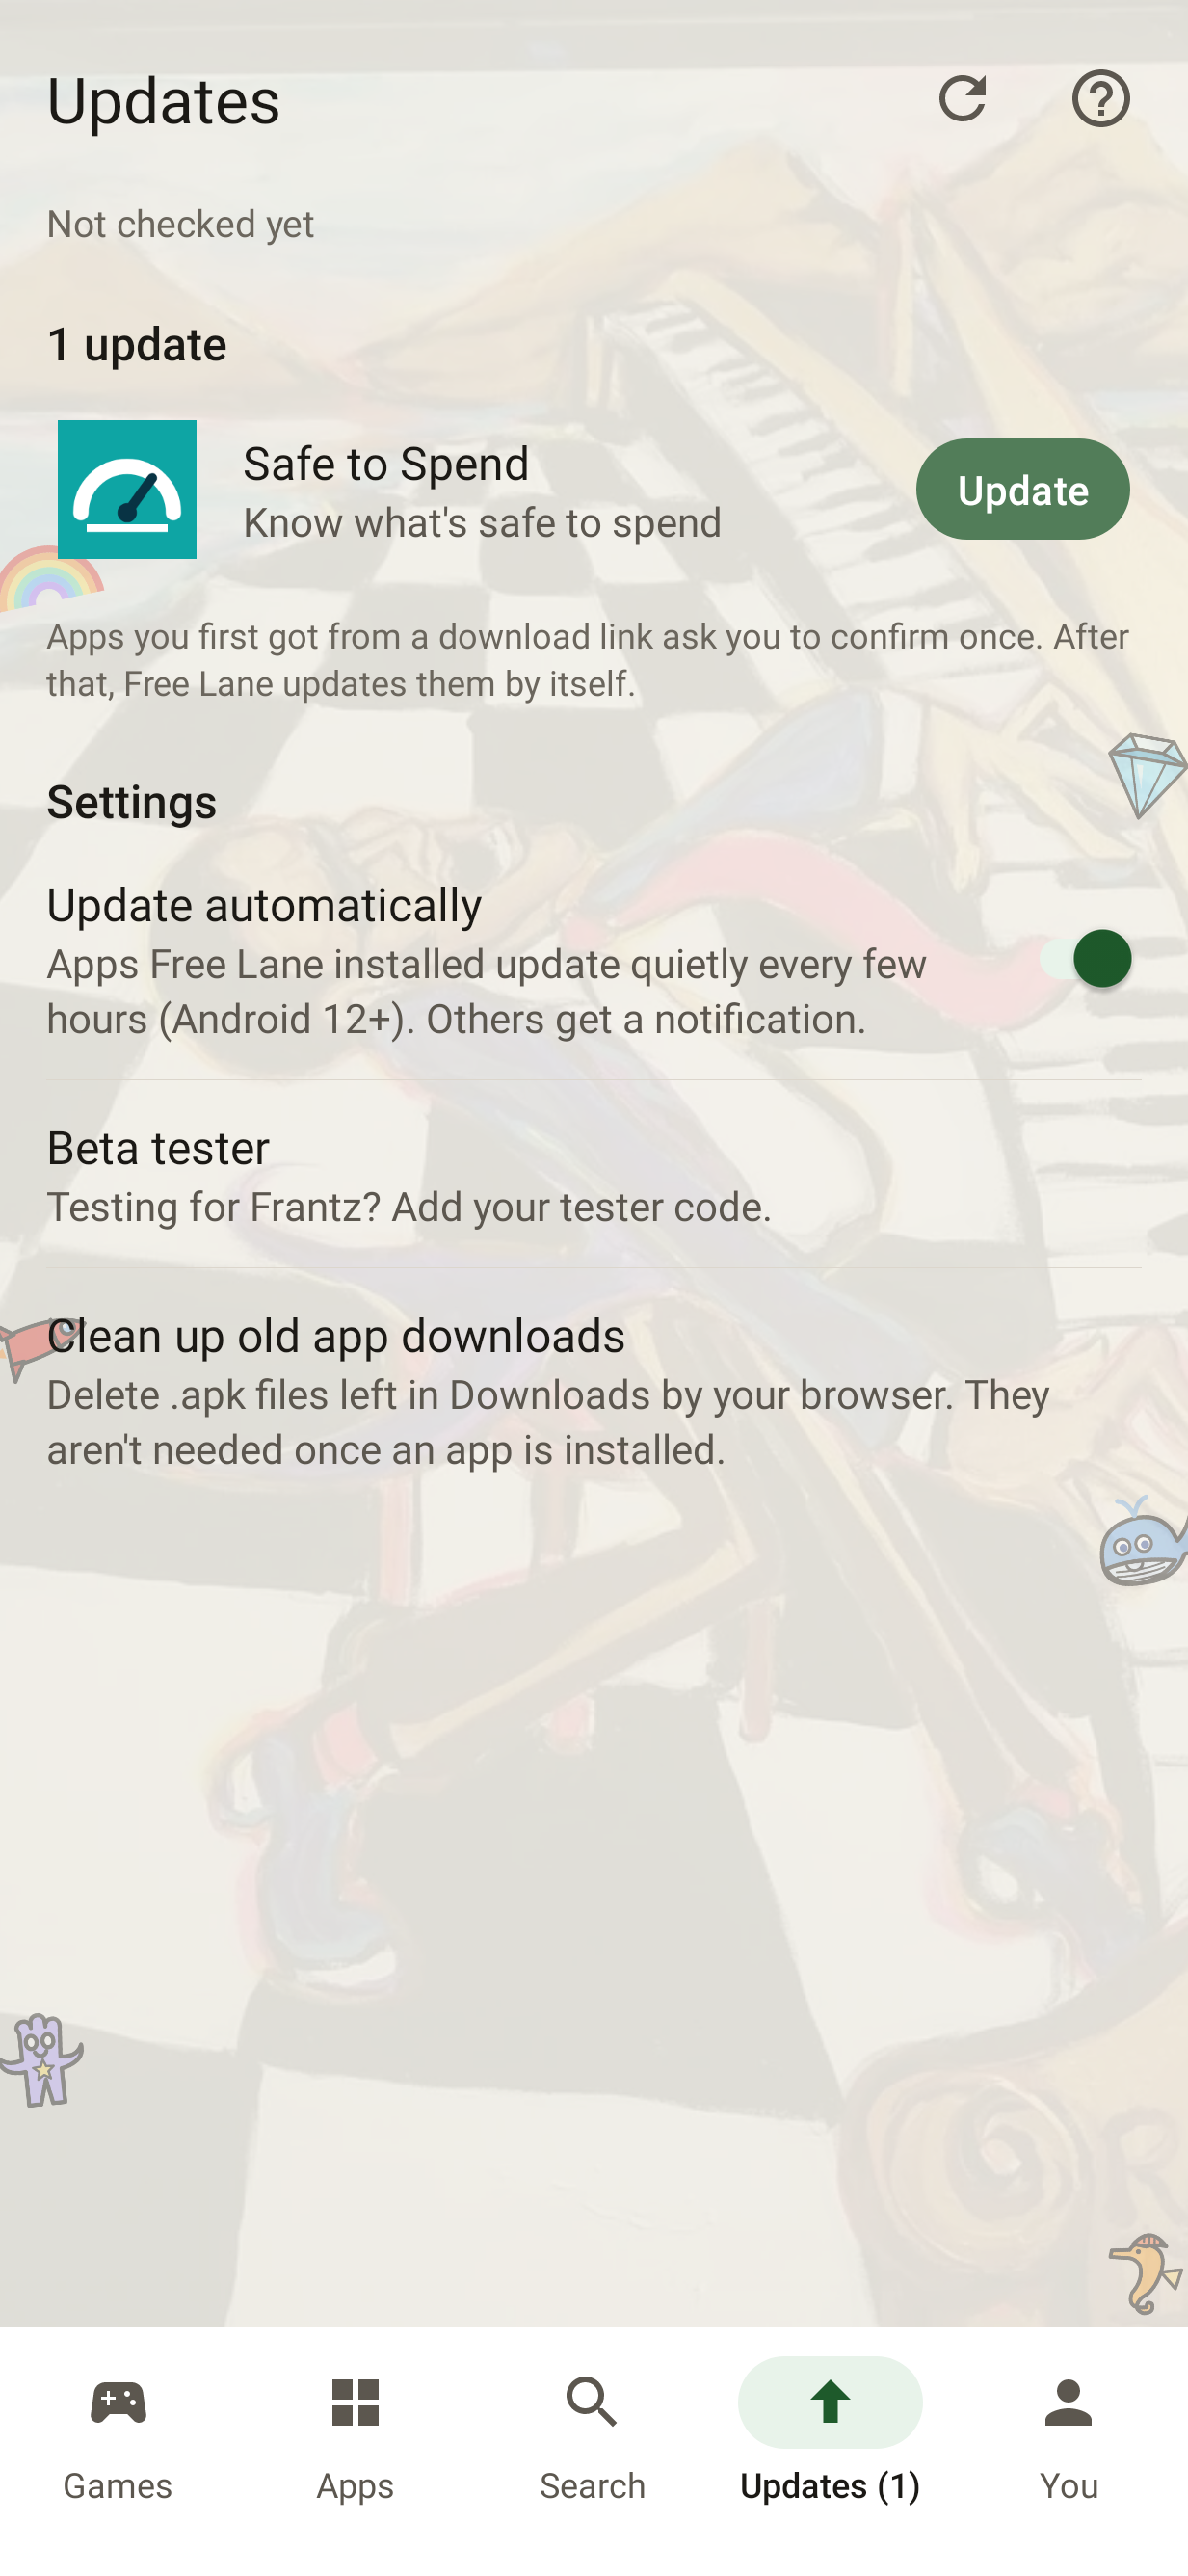 Updates
Not checked yet
1 update
Safe to Spend
Know what's safe to spend
Update
Apps you first got from a download link ask you to confirm once. After
that, Free Lane updates them by itself.
Settings
Update automatically
Apps Free Lane installed update quietly every few
hours (Android 12+). Others get a notification.
Beta tester
Testing for Frantz? Add your tester code.
Clean up old app downloads
Delete .apk files left in Downloads by your browser. They
aren't needed once an app is installed.
Games
Apps
Search
Updates (1)
You